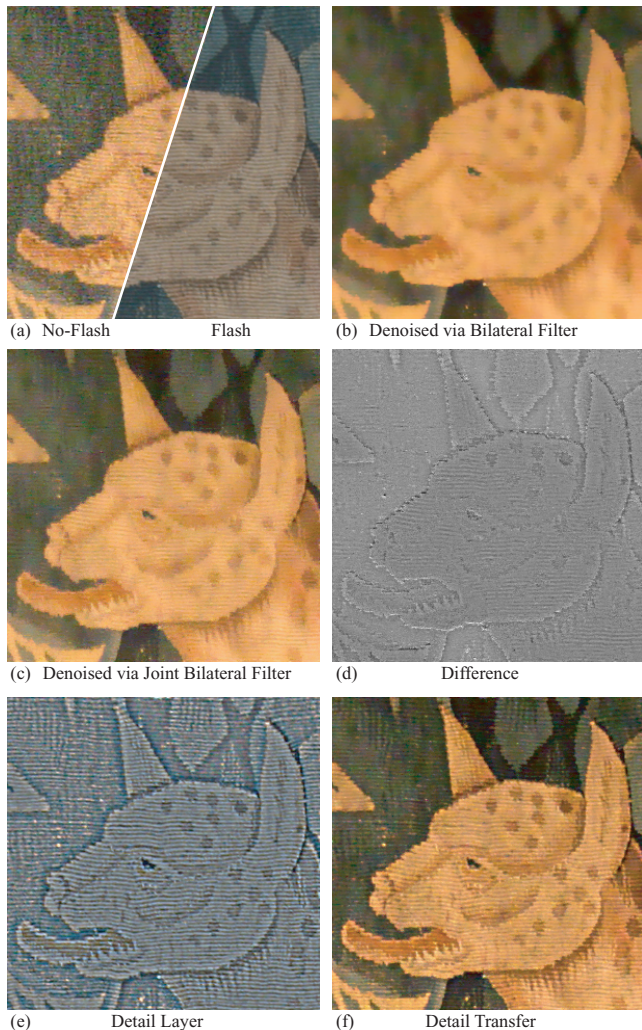 (a) No-Flash Flash
(b) Denoised via Bilateral Filter
(c) Denoised via Joint Bilateral Filter
(d) Difference
(e) Detail Layer
(f) Detail Transfer